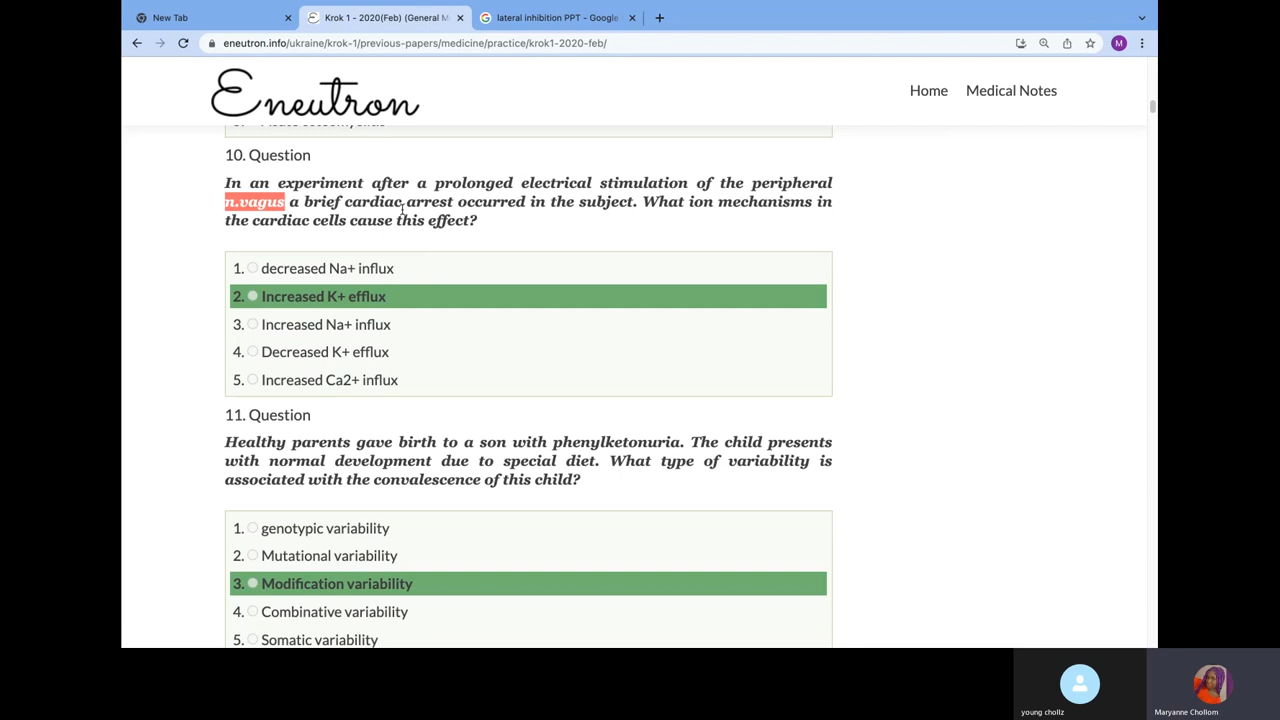 New Tab
Krok 1 - 2020(Feb) (General M
lateral inhibition PPT - Google
eneutron.info/ukraine/krok-1/previous-papers/medicine/practice/krok1-2020-feb/
M
Eneutron
Home Medical Notes
10. Question
In an experiment after a prolonged electrical stimulation of the peripheral
n.vagus a brief cardiac arrest occurred in the subject. What ion mechanisms in
the cardiac cells cause this effect?
1. decreased Na+ influx
2. Increased K+ efflux
3. Increased Na+ influx
4. Decreased K+ efflux
5. Increased Ca2+ influx
11. Question
Healthy parents gave birth to a son with phenylketonuria. The child presents
with normal development due to special diet. What type of variability is
associated with the convalescence of this child?
1. genotypic variability
2. Mutational variability
3. Modification variability
4. Combinative variability
5. Somatic variability
young chollz
Maryanne Chollom